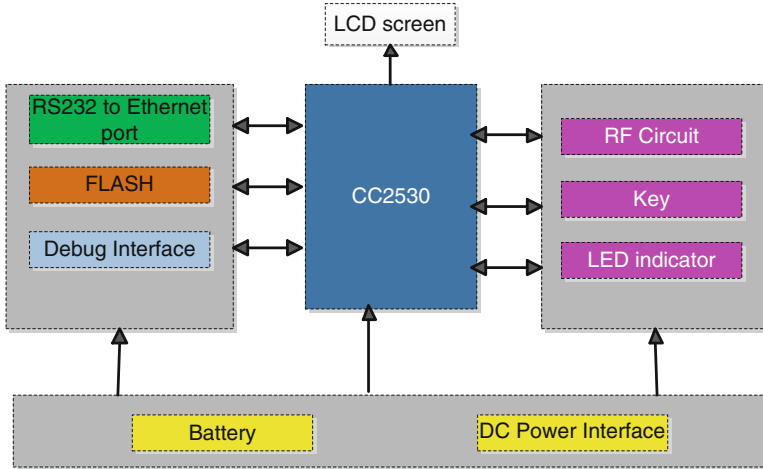 LCD screen
RS232 to Ethernet
port
FLASH
Debug Interface
CC2530
RF Circuit
Key
LED indicator
Battery
DC Power Interface